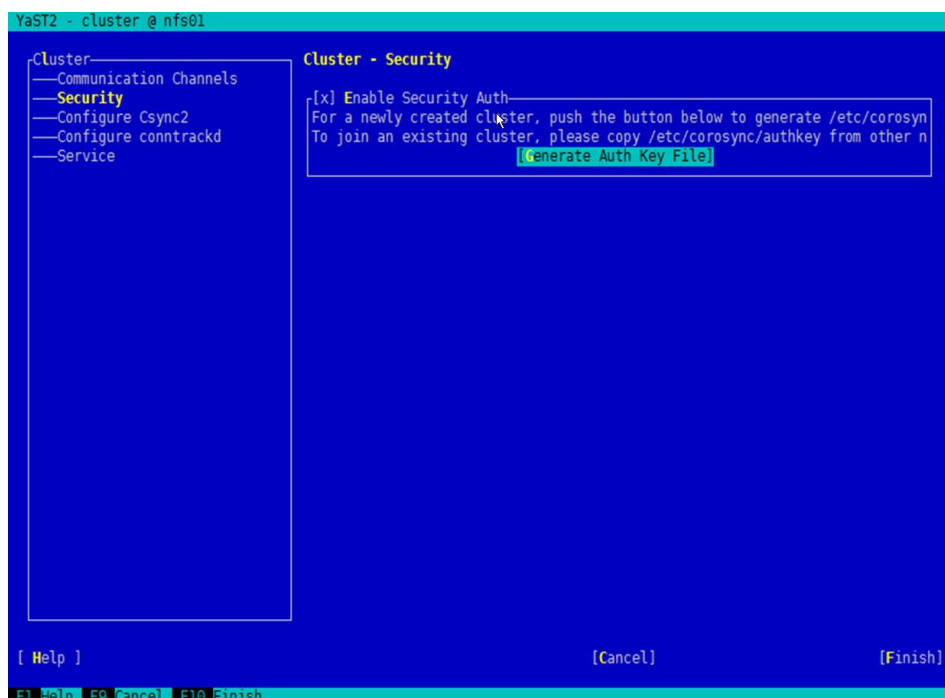 YaST2 - cluster @ nfs01
Cluster
Communication Channels
Security
Configure Csync2
Configure conntrackd
Service
Cluster - Security
[x] Enable Security Auth
For a newly created cluster, push the button below to generate /etc/corosyn
To join an existing cluster, please copy /etc/corosync/authkey from other n
[Generate Auth Key File]
[ Help ] [Cancel] [Finish]
F1 Help F9 Cancel F10 Finish